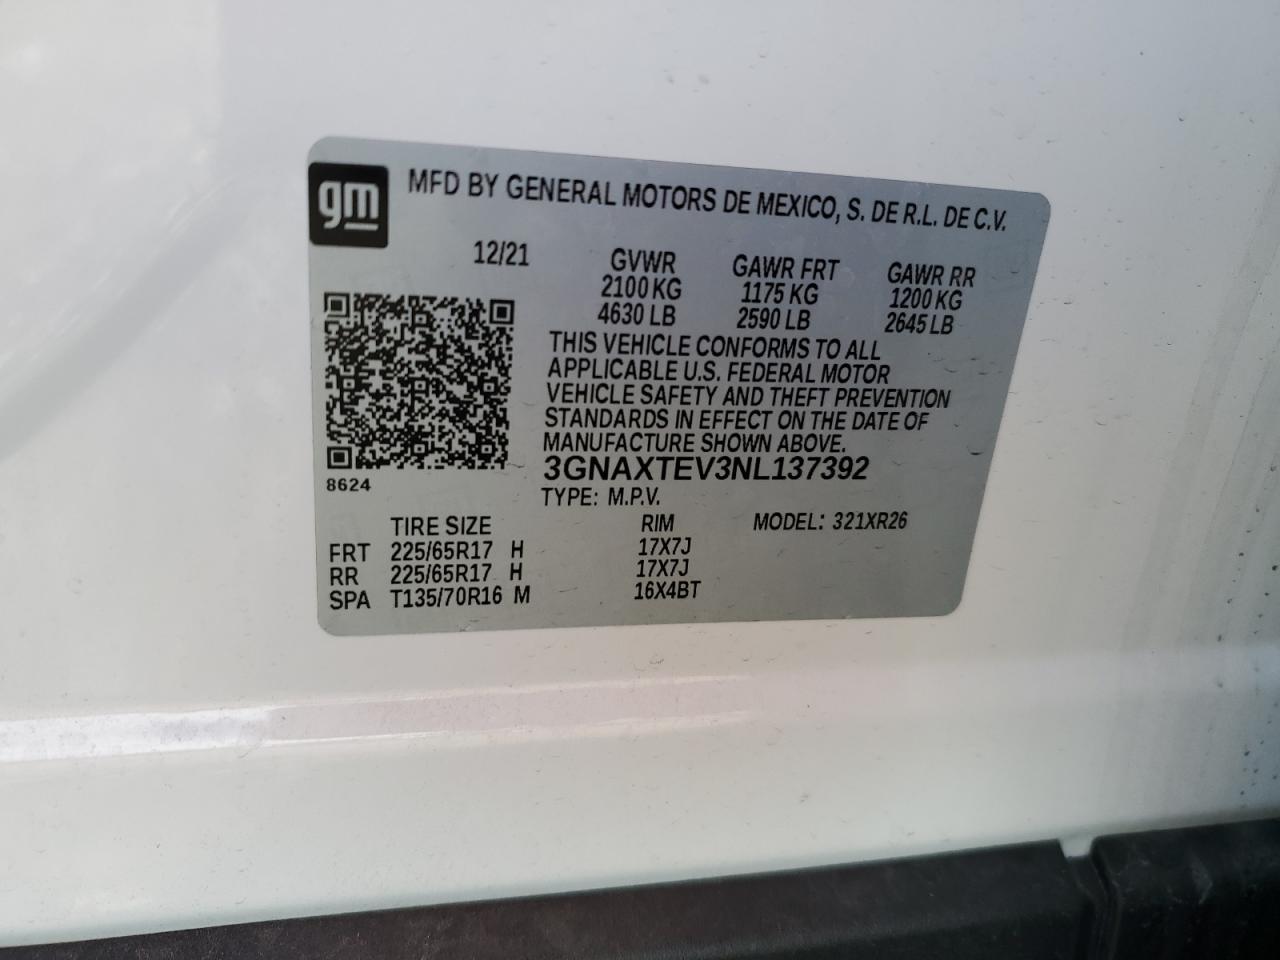 gm
MFD BY GENERAL MOTORS DE MEXICO, S. DE R.L. DE C.V.
12/21 GVWR GAWR FRT GAWR RR
2100 KG 1175 KG 1200 KG
4630 LB 2590 LB 2645 LB
THIS VEHICLE CONFORMS TO ALL
APPLICABLE U.S. FEDERAL MOTOR
VEHICLE SAFETY AND THEFT PREVENTION
STANDARDS IN EFFECT ON THE DATE OF
MANUFACTURE SHOWN ABOVE.
3GNAXTEV3NL137392
8624
TYPE: M.P.V.
TIRE SIZE RIM MODEL: 321XR26
FRT 225/65R17 H 17X7J
RR 225/65R17 H 17X7J
SPA T135/70R16 M 16X4BT